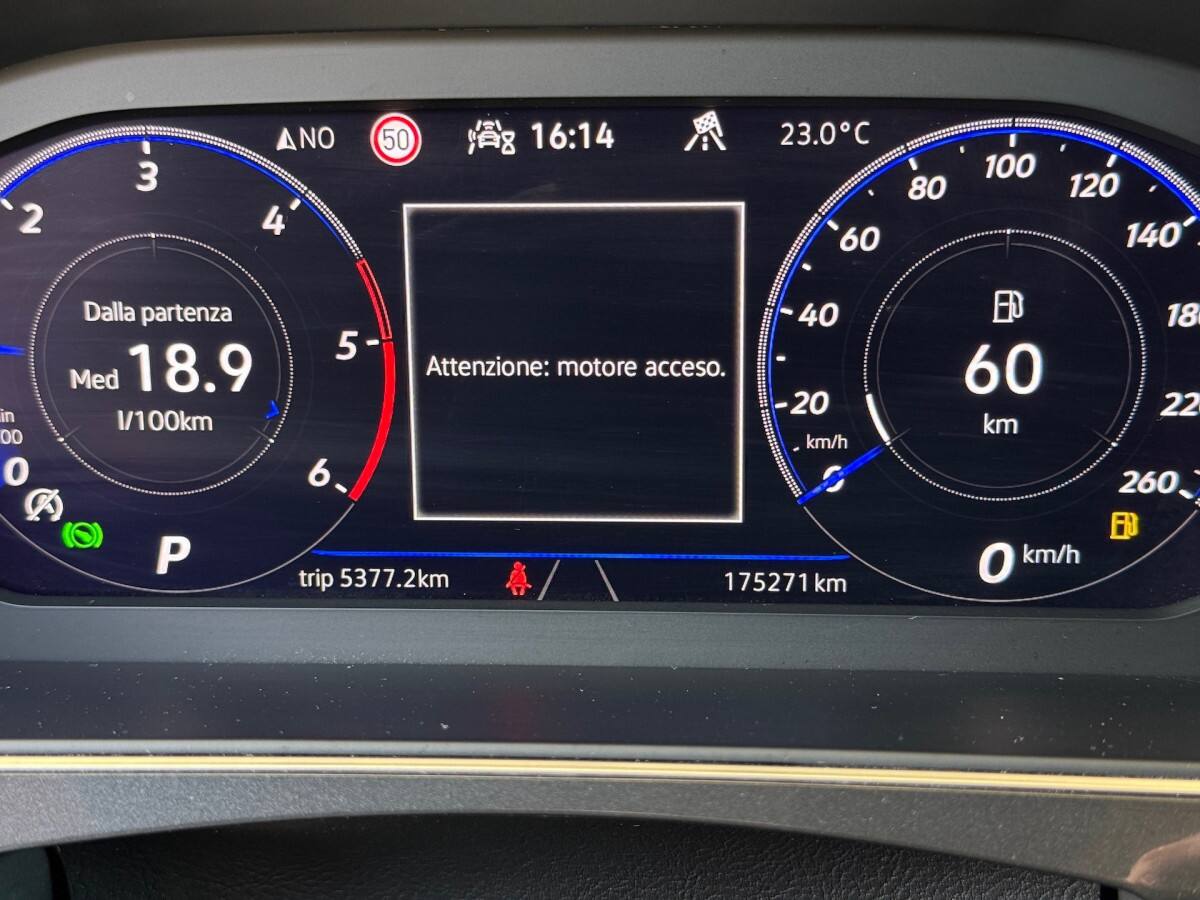 NO
50
16:14
23.0°C
2
3
4
5
6
Dalla partenza
Med 18.9
l/100km
0
P
Attenzione: motore acceso.
trip 5377.2km
175271km
0
20
40
60
80
100
120
140
260
km/h
60
km
0 km/h